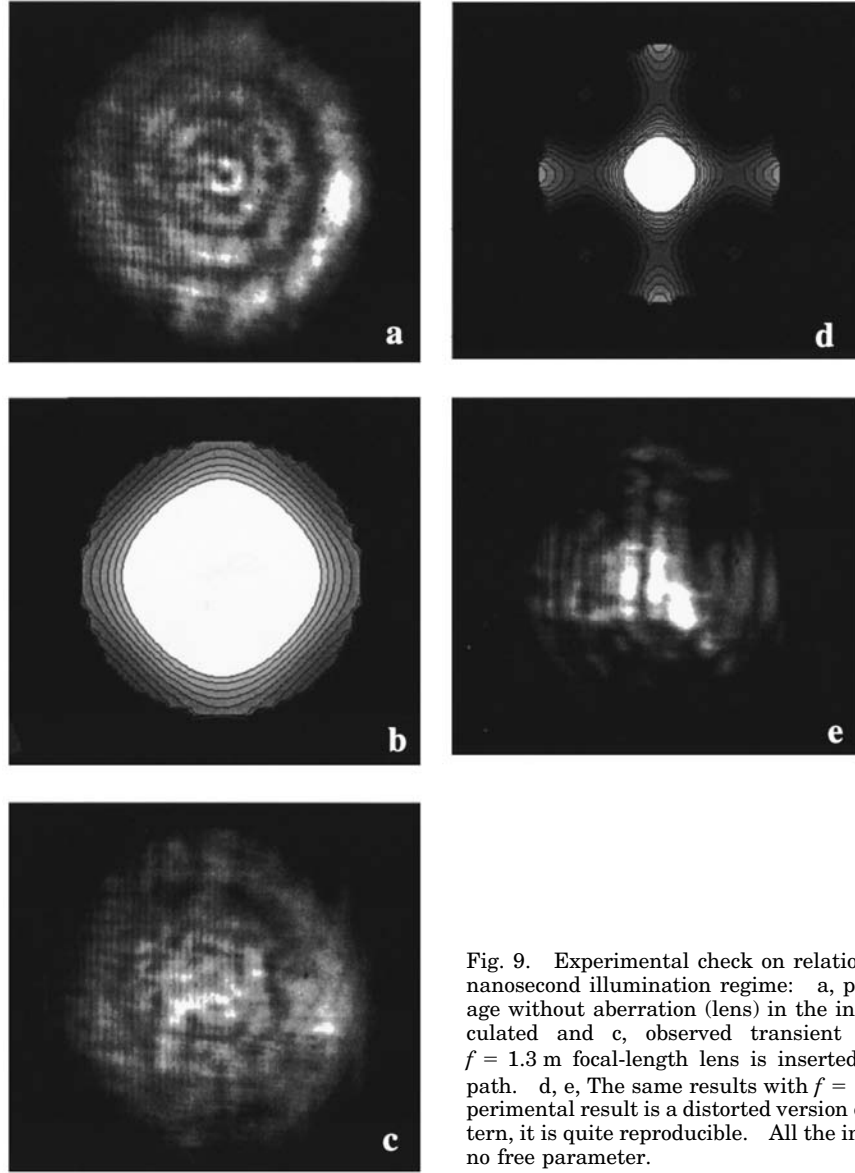 a
d
b
e
c
Fig. 9. Experimental check on relatio
nanosecond illumination regime: a, p
age without aberration (lens) in the in
culated and c, observed transient
f = 1.3 m focal-length lens is inserted
path. d, e, The same results with f =
perimental result is a distorted version
tern, it is quite reproducible. All the in
no free parameter.